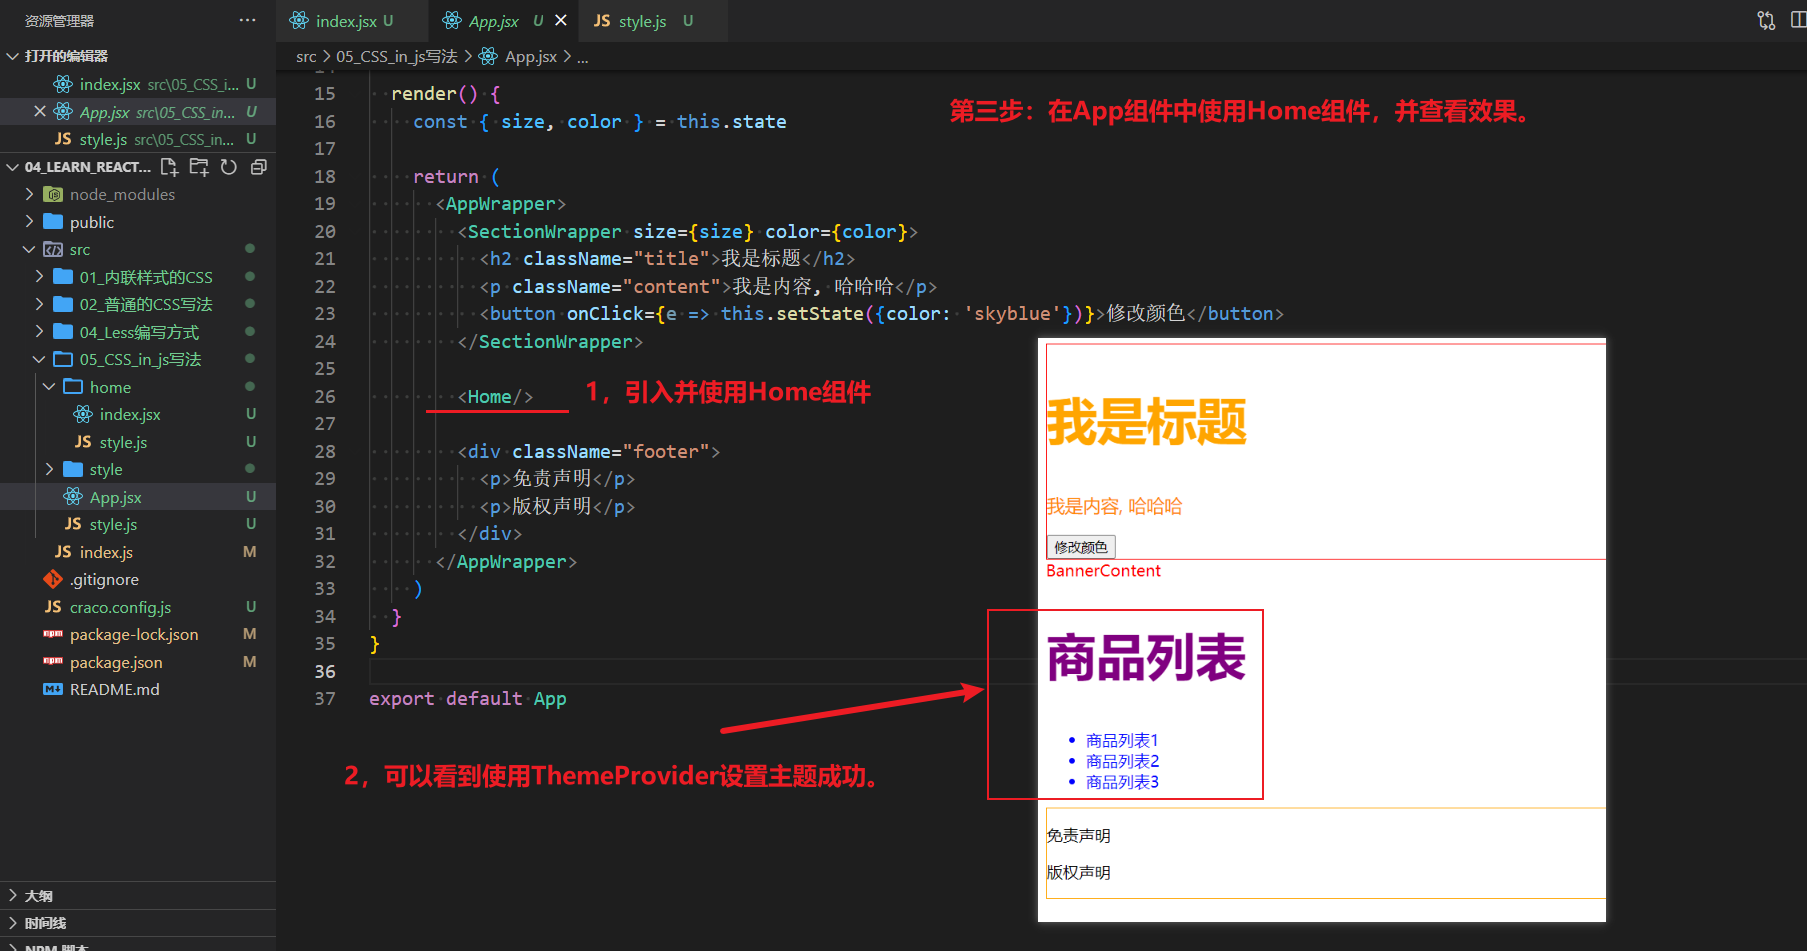 资源管理器 ···
打开的编辑器
index.jsx src\05_CSS_i... U
App.jsx src\05_CSS_in... U
JS style.js src\05_CSS_in... U
04_LEARN_REACT...
node_modules
public
src
01_内联样式的CSS
02_普通的CSS写法
04_Less编写方式
05_CSS_in_js写法
home
index.jsx U
JS style.js U
style
App.jsx U
JS style.js U
JS index.js M
.gitignore
JS craco.config.js U
npm package-lock.json M
npm package.json M
README.md
大纲
时间线
NPM 脚本
index.jsx U
App.jsx U
JS style.js U
src > 05_CSS_in_js写法 > App.jsx > ...
14
15 render() {
16 const { size, color } = this.state
17
18 return (
19 <AppWrapper>
20 <SectionWrapper size={size} color={color}>
21 <h2 className="title">我是标题</h2>
22 <p className="content">我是内容, 哈哈哈</p>
23 <button onClick={e => this.setState({color: 'skyblue'})}>修改颜色</button>
24 </SectionWrapper>
25
26 <Home/>
27
28 <div className="footer">
29 <p>免责声明</p>
30 <p>版权声明</p>
31 </div>
32 </AppWrapper>
33 )
34 }
35 }
36
37 export default App
第三步：在App组件中使用Home组件，并查看效果。
1，引入并使用Home组件
2，可以看到使用ThemeProvider设置主题成功。
我是标题
我是内容, 哈哈哈
修改颜色
BannerContent
商品列表
• 商品列表1
• 商品列表2
• 商品列表3
免责声明
版权声明